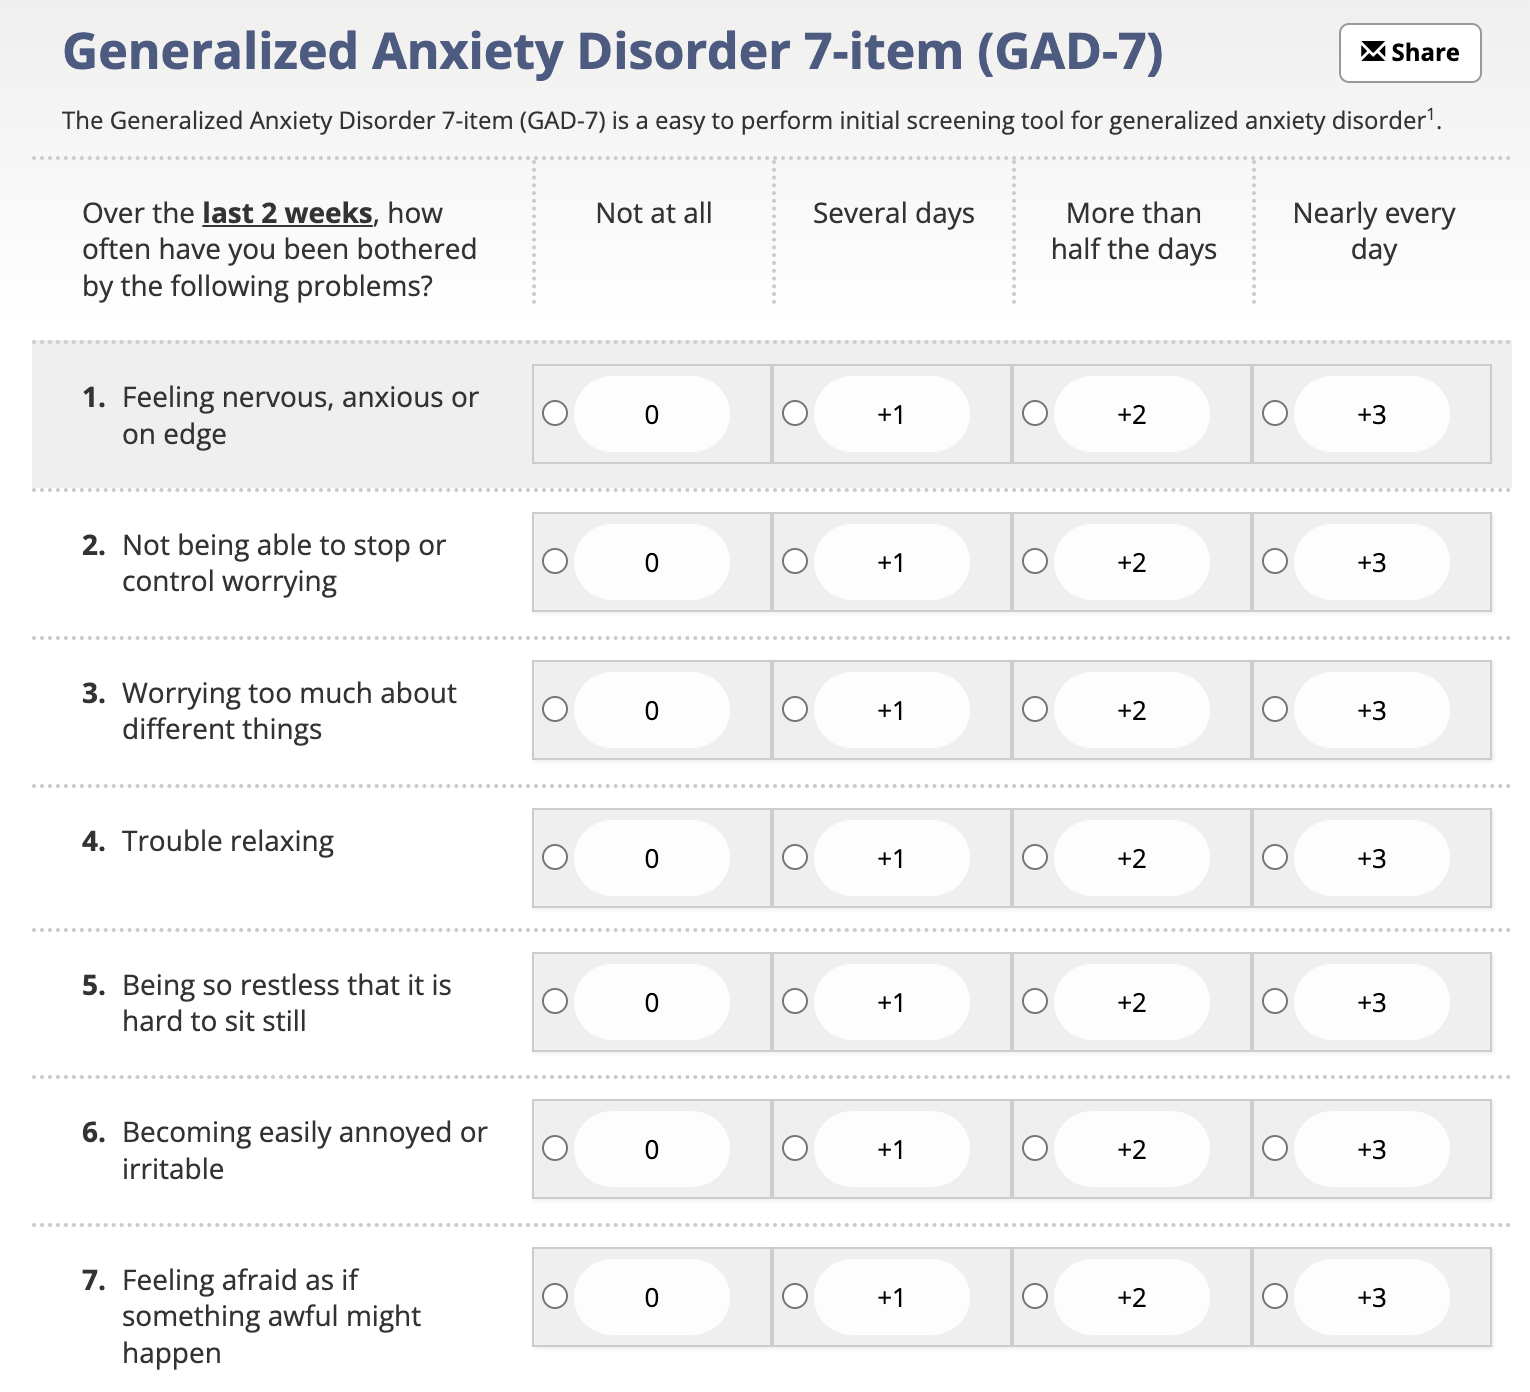 Generalized Anxiety Disorder 7-item (GAD-7)
Share
The Generalized Anxiety Disorder 7-item (GAD-7) is a easy to perform initial screening tool for generalized anxiety disorder1.
Over the last 2 weeks, how
often have you been bothered
by the following problems?
Not at all
Several days
More than
half the days
Nearly every
day
1. Feeling nervous, anxious or
on edge
0 +1 +2 +3
2. Not being able to stop or
control worrying
0 +1 +2 +3
3. Worrying too much about
different things
0 +1 +2 +3
4. Trouble relaxing
0 +1 +2 +3
5. Being so restless that it is
hard to sit still
0 +1 +2 +3
6. Becoming easily annoyed or
irritable
0 +1 +2 +3
7. Feeling afraid as if
something awful might
happen
0 +1 +2 +3